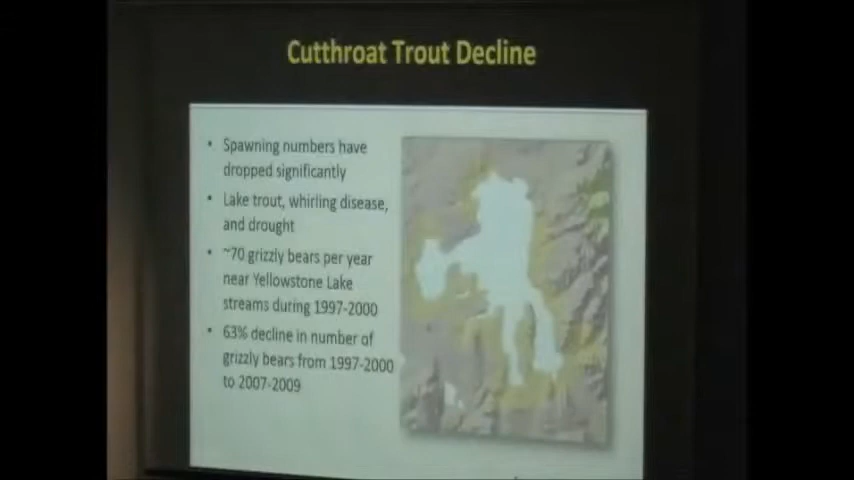 Cutthroat Trout Decline
• Spawning numbers have
dropped significantly
• Lake trout, whirling disease,
and drought
• ~70 grizzly bears per year
near Yellowstone Lake
streams during 1997-2000
• 63% decline in number of
grizzly bears from 1997-2000
to 2007-2009